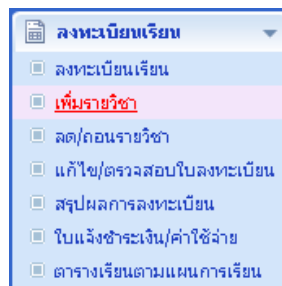 ลงทะเบียนเรียน
ลงทะเบียนเรียน
เพิ่มรายวิชา
ลด/ถอนรายวิชา
แก้ไข/ตรวจสอบใบลงทะเบียน
สรุปผลการลงทะเบียน
ใบแจ้งชำระเงิน/ค่าใช้จ่าย
ตารางเรียนตามแผนการเรียน